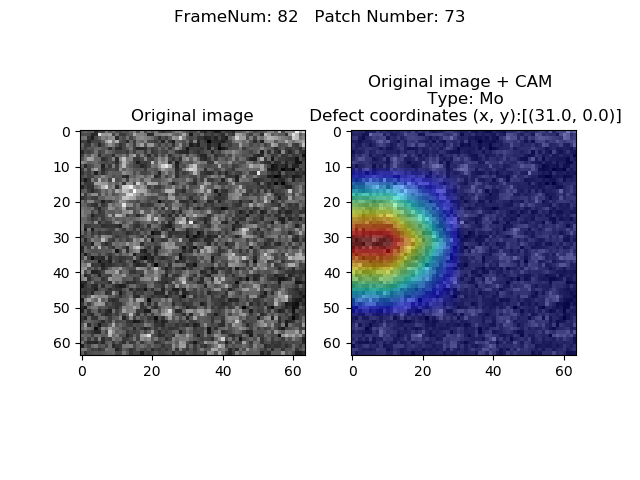 FrameNum: 82   Patch Number: 73
Original image
0
10
20
30
40
50
60
0 20 40 60
Original image + CAM
Type: Mo
Defect coordinates (x, y):[(31.0, 0.0)]
0
10
20
30
40
50
60
0 20 40 60